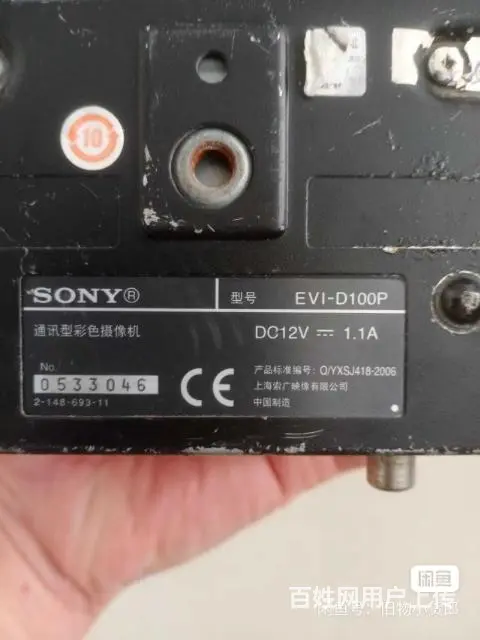 10
SONY®
型号 EVI-D100P
通讯型彩色摄像机
DC12V ⎓ 1.1A
No.
0533046
2-148-693-11
CE
产品标准编号: Q/YXSJ418-2006
上海索广映像有限公司
中国制造
闲鱼
百姓网用户上传